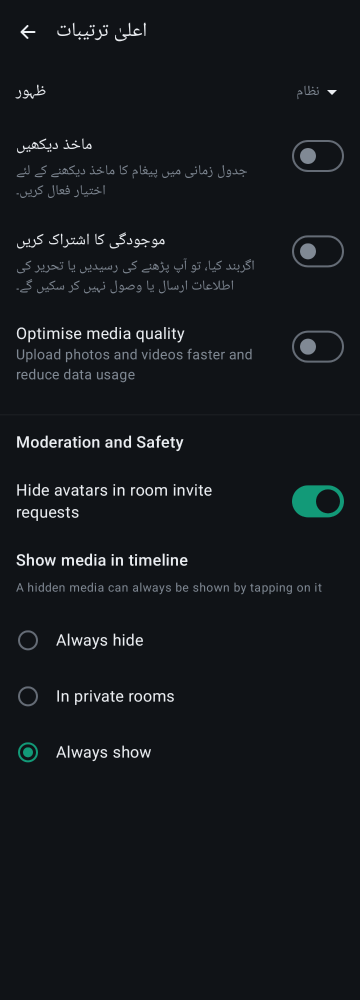 اعلیٰ ترتیبات
ظہور
نظام
ماخذ دیکھیں
جدول زمانی میں پیغام کا ماخذ دیکھنے کے لئے
اختیار فعال کریں۔
موجودگی کا اشتراک کریں
اگربند کیا، تو آپ پڑھنے کی رسیدیں یا تحریر کی
اطلاعات ارسال یا وصول نہیں کر سکیں گے۔
Optimise media quality
Upload photos and videos faster and
reduce data usage
Moderation and Safety
Hide avatars in room invite
requests
Show media in timeline
A hidden media can always be shown by tapping on it
Always hide
In private rooms
Always show